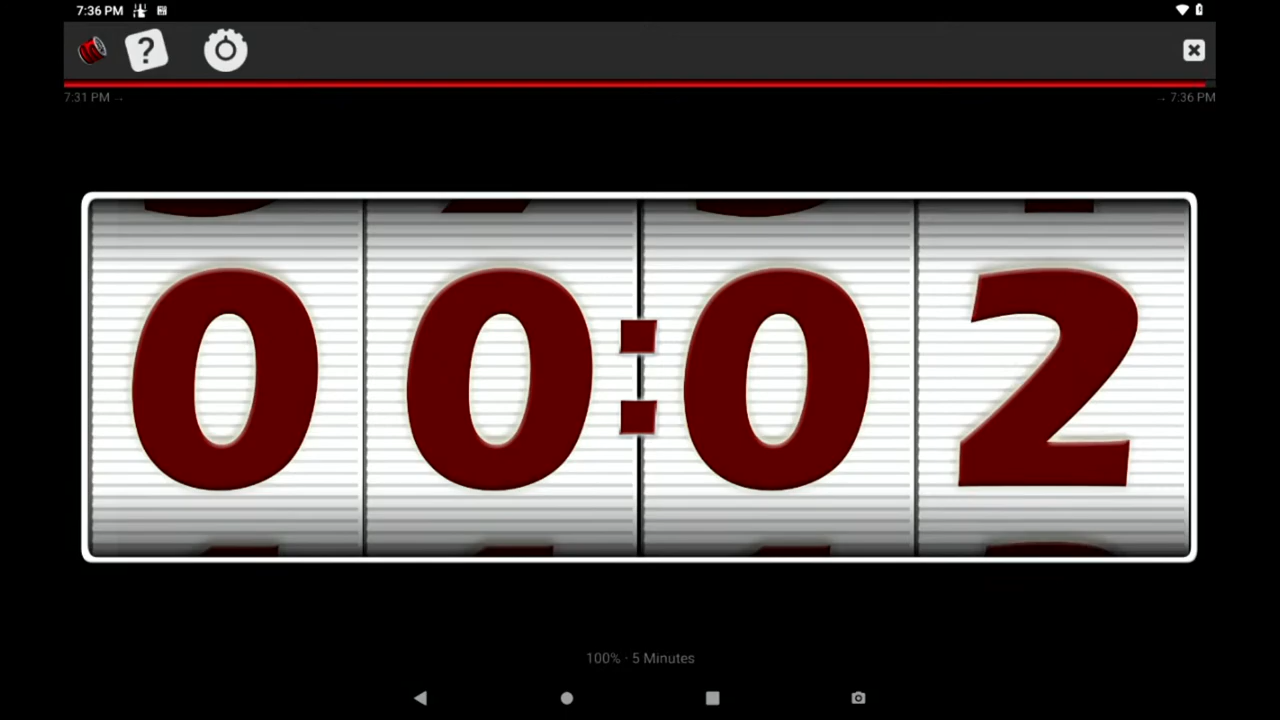 7:36 PM
?
7:31 PM →
→ 7:36 PM
00:02
100% · 5 Minutes